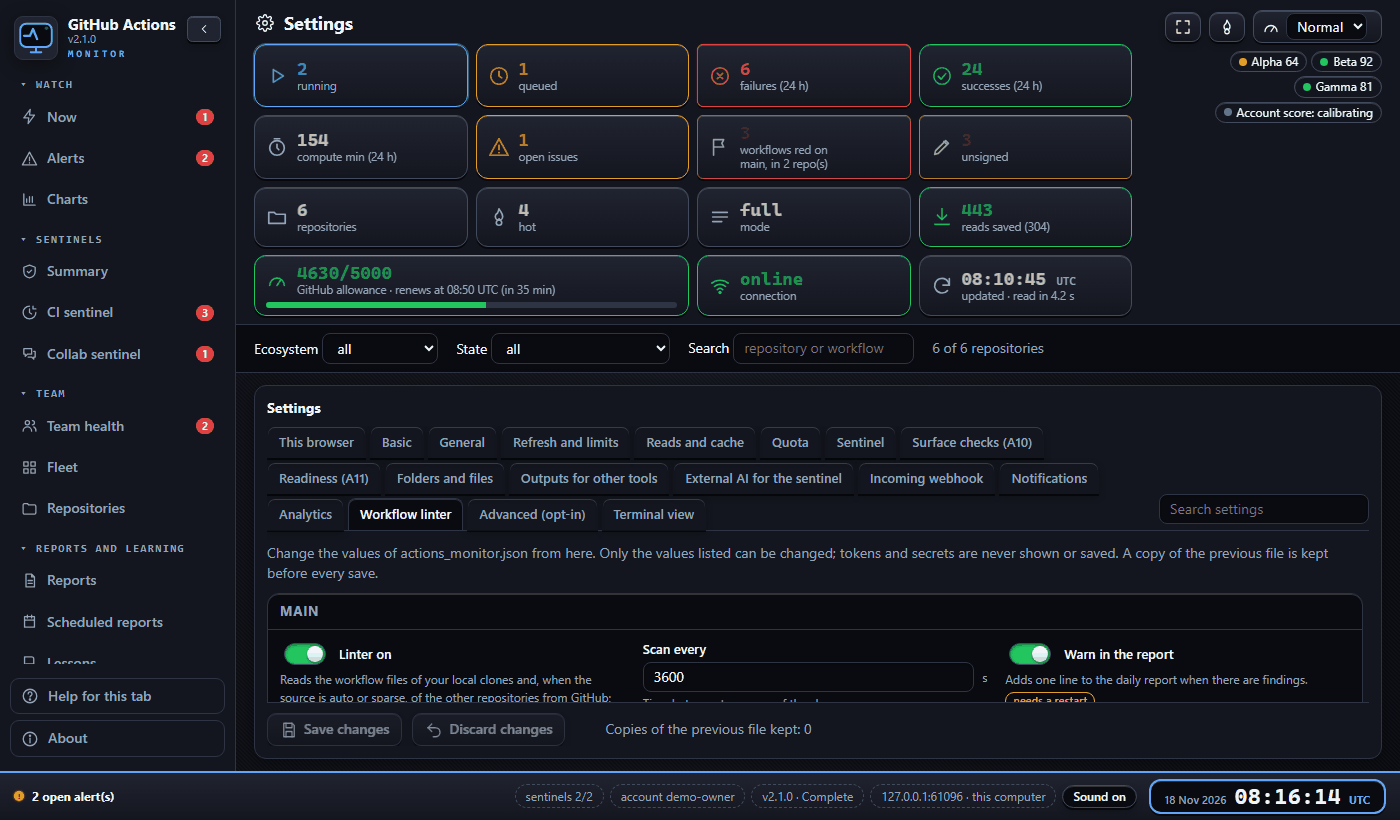 GitHub Actions
v2.1.0
MONITOR
WATCH
Now 1
Alerts 2
Charts
SENTINELS
Summary
CI sentinel 3
Collab sentinel 1
TEAM
Team health 2
Fleet
Repositories
REPORTS AND LEARNING
Reports
Scheduled reports
Lessons
Help for this tab
About
Settings
Normal
Alpha 64
Beta 92
Gamma 81
Account score: calibrating
2
running
1
queued
6
failures (24 h)
24
successes (24 h)
154
compute min (24 h)
1
open issues
3
workflows red on
main, in 2 repo(s)
3
unsigned
6
repositories
4
hot
full
mode
443
reads saved (304)
4630/5000
GitHub allowance · renews at 08:50 UTC (in 35 min)
online
connection
08:10:45 UTC
updated · read in 4.2 s
Ecosystem all State all Search repository or workflow 6 of 6 repositories
Settings
This browser Basic General Refresh and limits Reads and cache Quota Sentinel Surface checks (A10)
Readiness (A11) Folders and files Outputs for other tools External AI for the sentinel Incoming webhook Notifications
Analytics Workflow linter Advanced (opt-in) Terminal view Search settings
Change the values of actions_monitor.json from here. Only the values listed can be changed; tokens and secrets are never shown or saved. A copy of the previous file is kept
before every save.
MAIN
Linter on
Reads the workflow files of your local clones and, when the
source is auto or sparse, of the other repositories from GitHub:
Scan every
3600 s
Warn in the report
Adds one line to the daily report when there are findings.
needs a restart
Save changes Discard changes Copies of the previous file kept: 0
2 open alert(s)
sentinels 2/2 account demo-owner v2.1.0 · Complete 127.0.0.1:61096 · this computer Sound on 18 Nov 2026 08:16:14 UTC